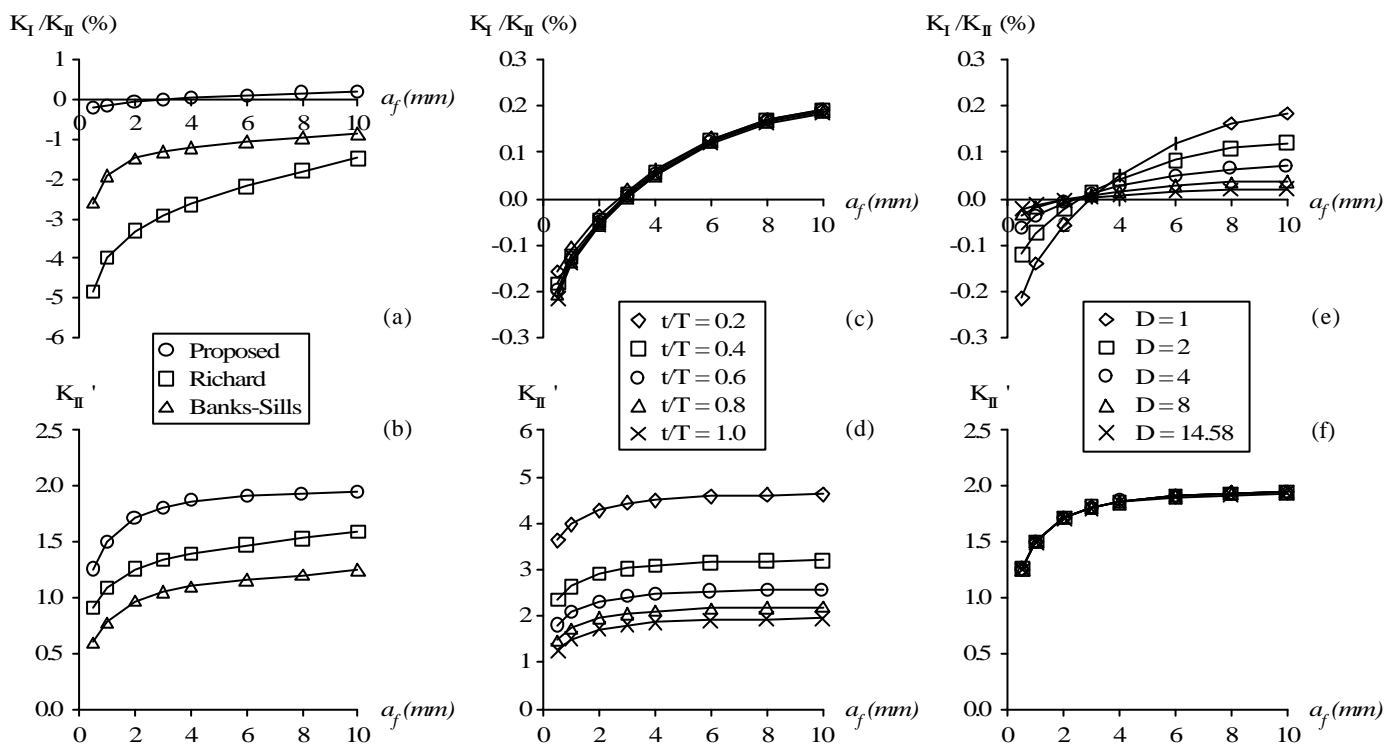 K_I /K_II (%)
1
0
-1
-2
-3
-4
-5
-6
0 2 4 6 8 10
a_f (mm)
(a)
Proposed
Richard
Banks-Sills
K_II '
2.5
2.0
1.5
1.0
0.5
0.0
0 2 4 6 8 10
a_f (mm)
(b)
K_I /K_II (%)
0.3
0.2
0.1
0.0
-0.1
-0.2
-0.3
0 2 4 6 8 10
a_f (mm)
(c)
t/T = 0.2
t/T = 0.4
t/T = 0.6
t/T = 0.8
t/T = 1.0
K_II '
6
5
4
3
2
1
0 2 4 6 8 10
a_f (mm)
(d)
K_I /K_II (%)
0.3
0.2
0.1
0.0
-0.1
-0.2
-0.3
0 2 4 6 8 10
a_f (mm)
(e)
D = 1
D = 2
D = 4
D = 8
D = 14.58
K_II '
2.5
2.0
1.5
1.0
0.5
0.0
0 2 4 6 8 10
a_f (mm)
(f)